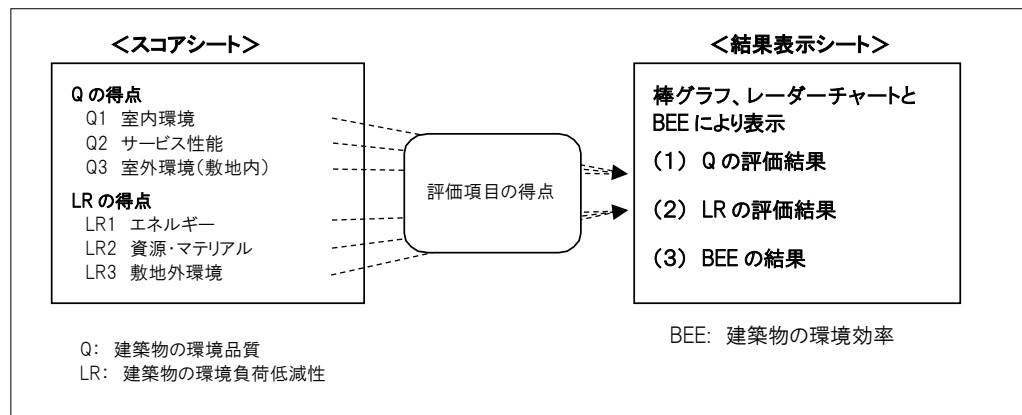 ＜スコアシート＞
Q の得点
Q1 室内環境
Q2 サービス性能
Q3 室外環境（敷地内）
LR の得点
LR1 エネルギー
LR2 資源・マテリアル
LR3 敷地外環境
評価項目の得点
＜結果表示シート＞
棒グラフ、レーダーチャートと
BEE により表示
（1） Q の評価結果
（2） LR の評価結果
（3） BEE の結果
Q： 建築物の環境品質
LR： 建築物の環境負荷低減性
BEE: 建築物の環境効率